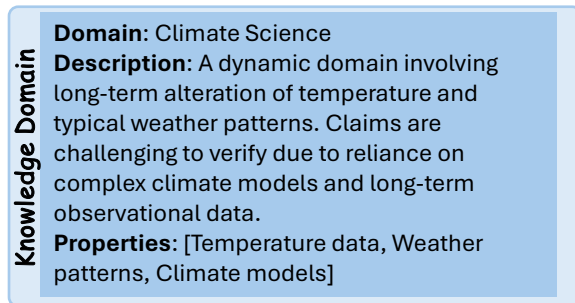 Knowledge Domain
Domain: Climate Science
Description: A dynamic domain involving
long-term alteration of temperature and
typical weather patterns. Claims are
challenging to verify due to reliance on
complex climate models and long-term
observational data.
Properties: [Temperature data, Weather
patterns, Climate models]